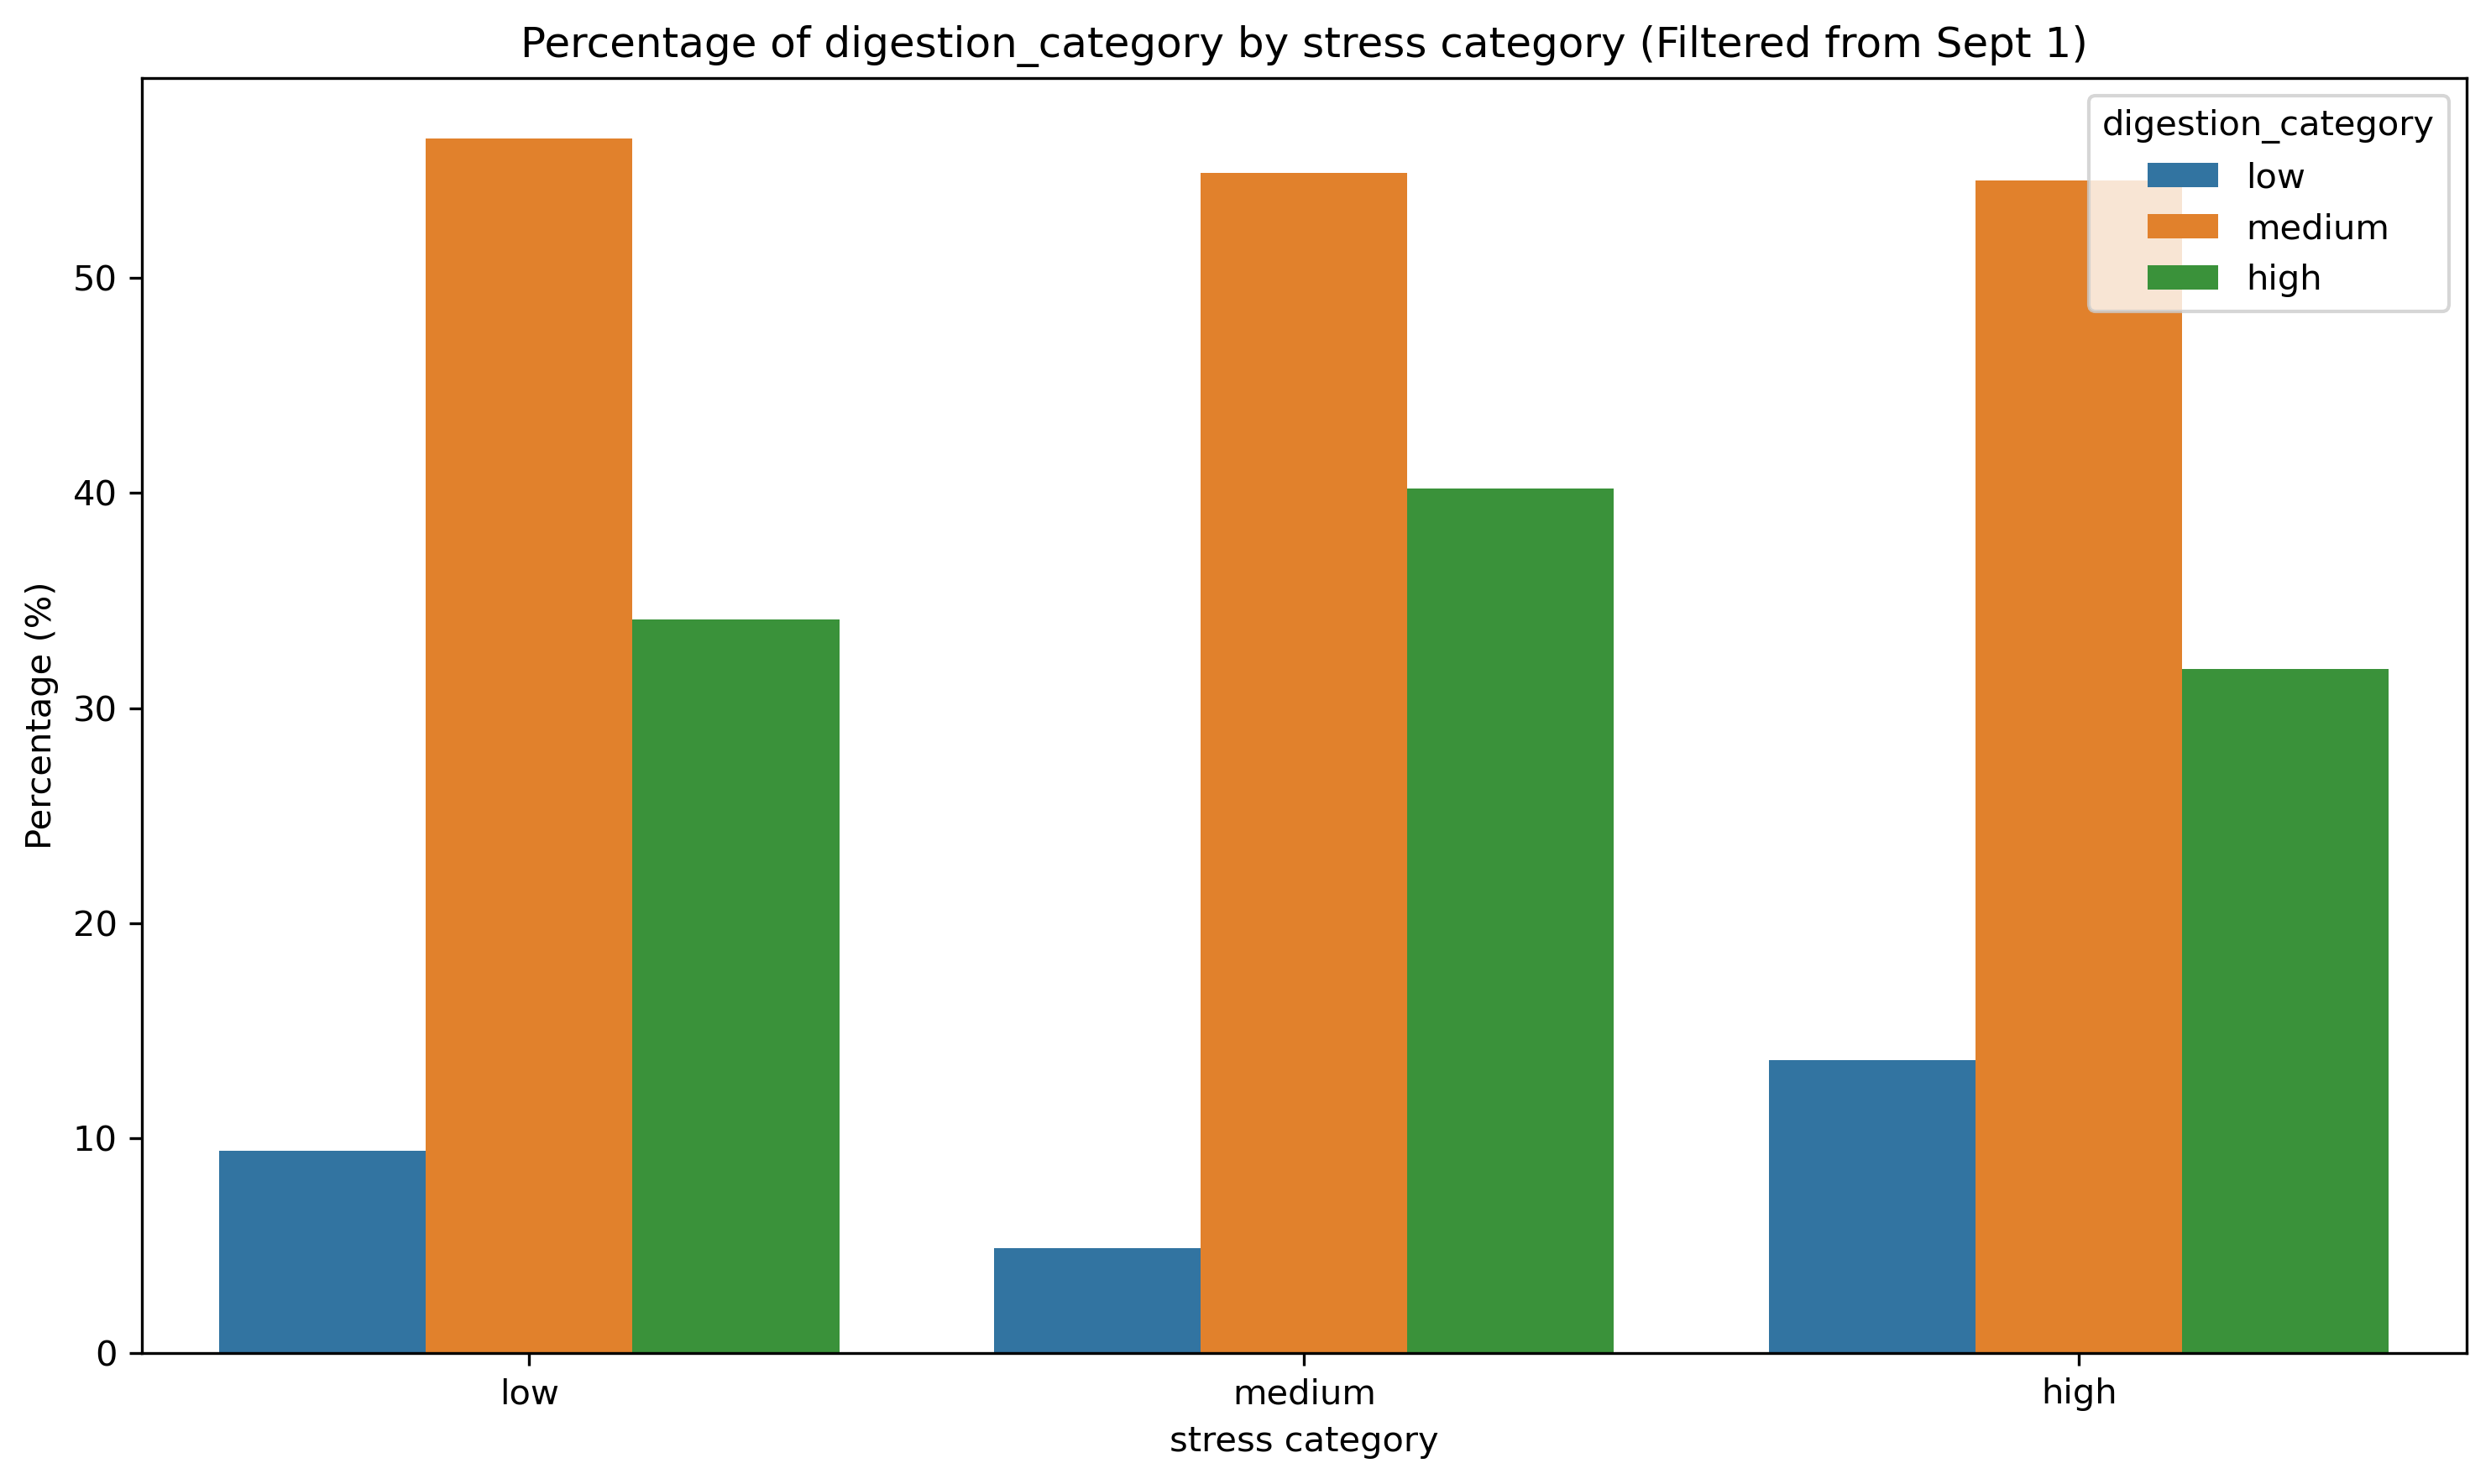 Percentage of digestion_category by stress category (Filtered from Sept 1)
digestion_category
low
medium
high
Percentage (%)
50
40
30
20
10
0
low medium high
stress category